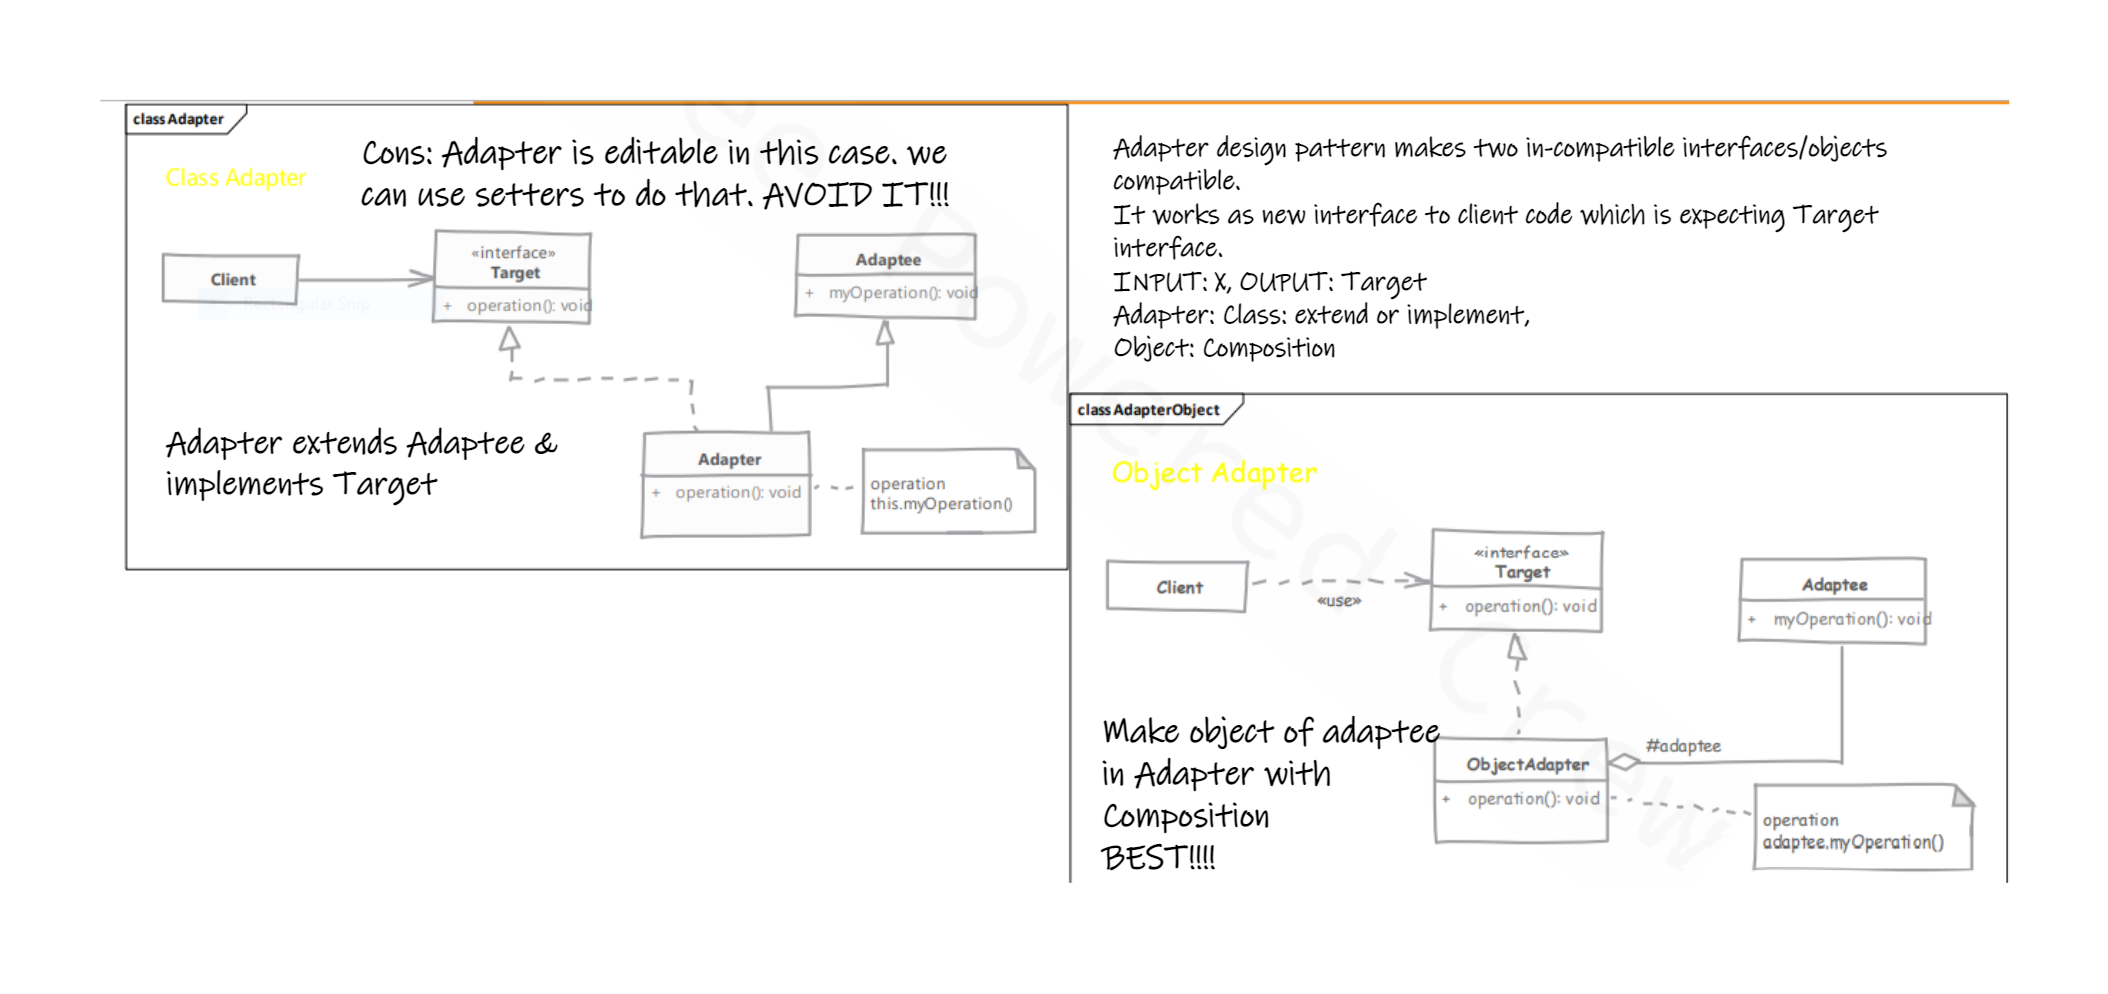 class Adapter
Class Adapter
Cons: Adapter is editable in this case. we
can use setters to do that. AVOID IT!!!
Client
Rectangular Snip
«interface»
Target
+ operation(): void
Adaptee
+ myOperation(): void
Adapter extends Adaptee &
implements Target
Adapter
+ operation(): void
operation
this.myOperation()
Adapter design pattern makes two in-compatible interfaces/objects
compatible.
It works as new interface to client code which is expecting Target
interface.
INPUT: X, OUPUT: Target
Adapter: Class: extend or implement,
Object: Composition
class AdapterObject
Object Adapter
Client
«use»
«interface»
Target
+ operation(): void
Adaptee
+ myOperation(): void
Make object of adaptee
in Adapter with
Composition
BEST!!!!
ObjectAdapter
+ operation(): void
#adaptee
operation
adaptee.myOperation()
Powered Crew